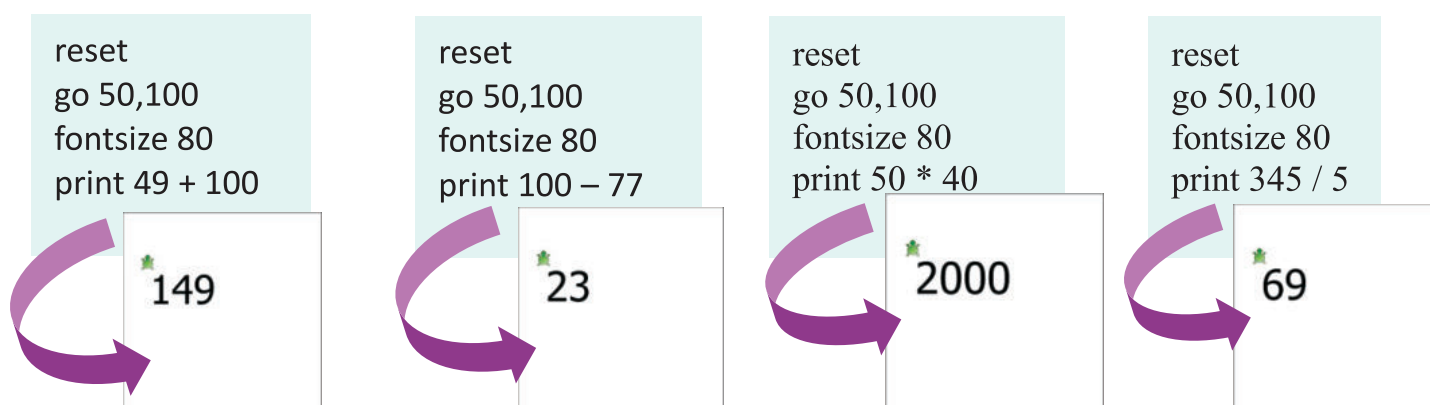 reset
go 50,100
fontsize 80
print 49 + 100
149
reset
go 50,100
fontsize 80
print 100 – 77
23
reset
go 50,100
fontsize 80
print 50 * 40
2000
reset
go 50,100
fontsize 80
print 345 / 5
69